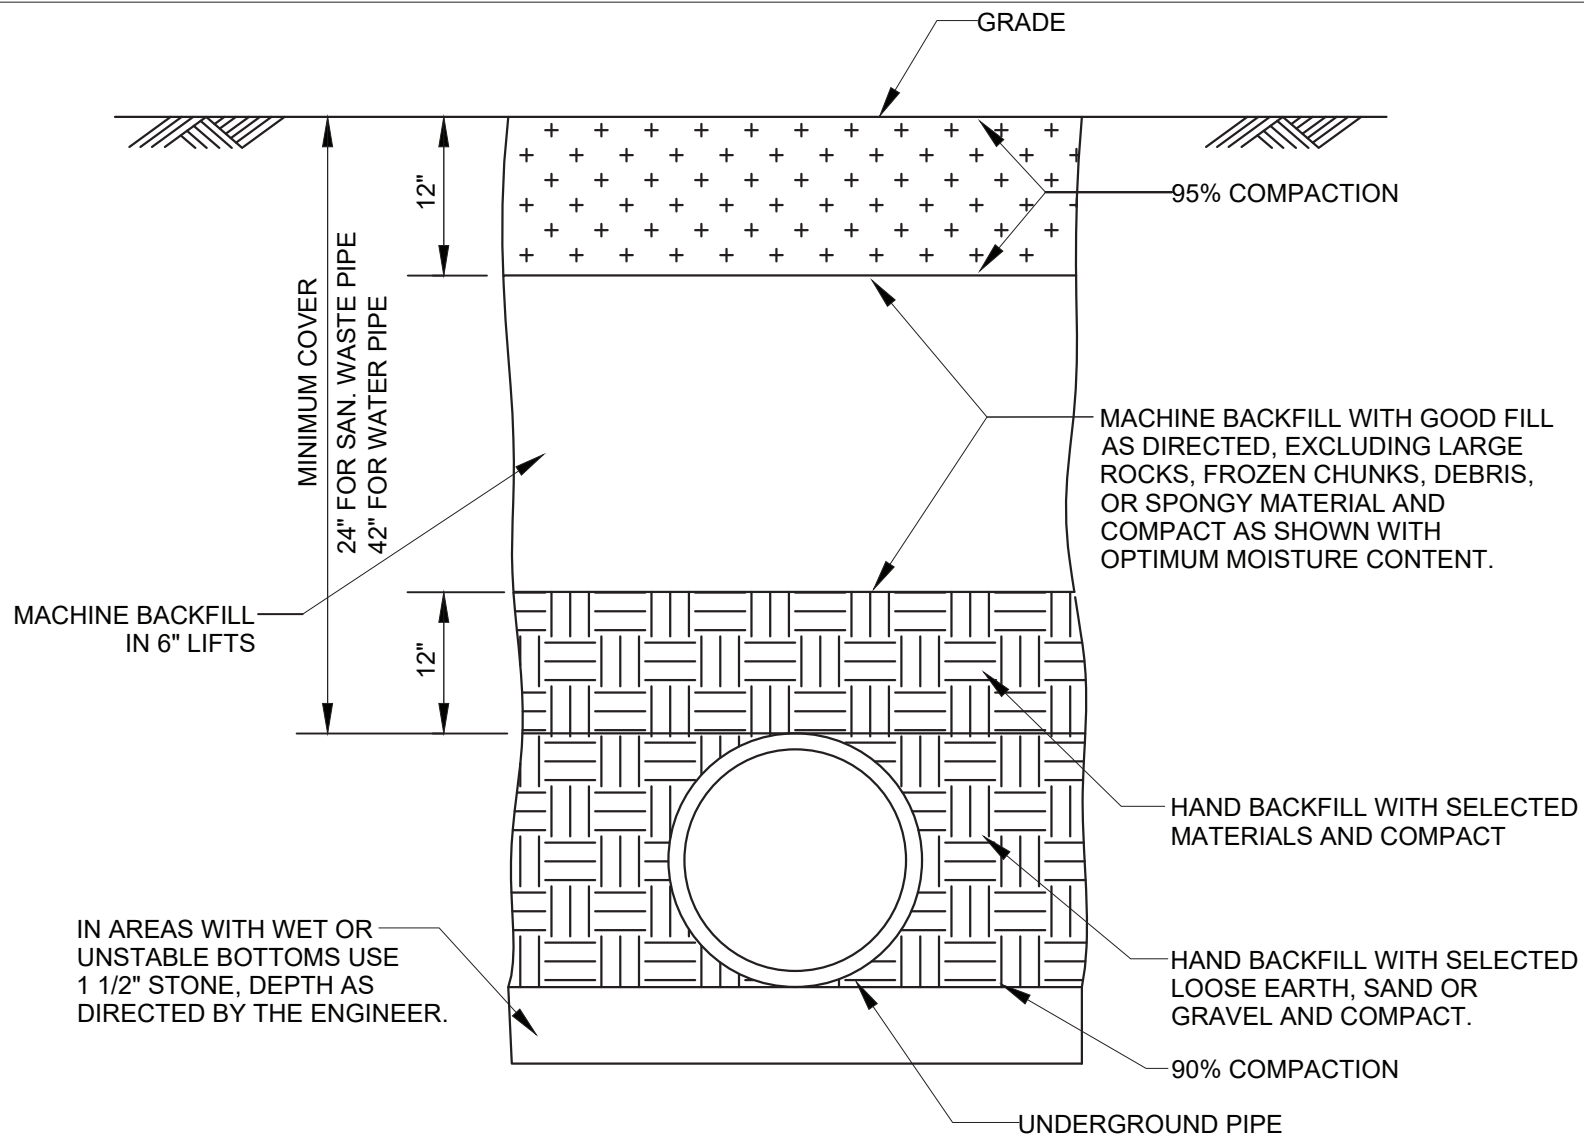 GRADE
12"
95% COMPACTION
MINIMUM COVER
24" FOR SAN. WASTE PIPE
42" FOR WATER PIPE
MACHINE BACKFILL WITH GOOD FILL
AS DIRECTED, EXCLUDING LARGE
ROCKS, FROZEN CHUNKS, DEBRIS,
OR SPONGY MATERIAL AND
COMPACT AS SHOWN WITH
OPTIMUM MOISTURE CONTENT.
MACHINE BACKFILL
IN 6" LIFTS
12"
HAND BACKFILL WITH SELECTED
MATERIALS AND COMPACT
IN AREAS WITH WET OR
UNSTABLE BOTTOMS USE
1 1/2" STONE, DEPTH AS
DIRECTED BY THE ENGINEER.
HAND BACKFILL WITH SELECTED
LOOSE EARTH, SAND OR
GRAVEL AND COMPACT.
90% COMPACTION
UNDERGROUND PIPE